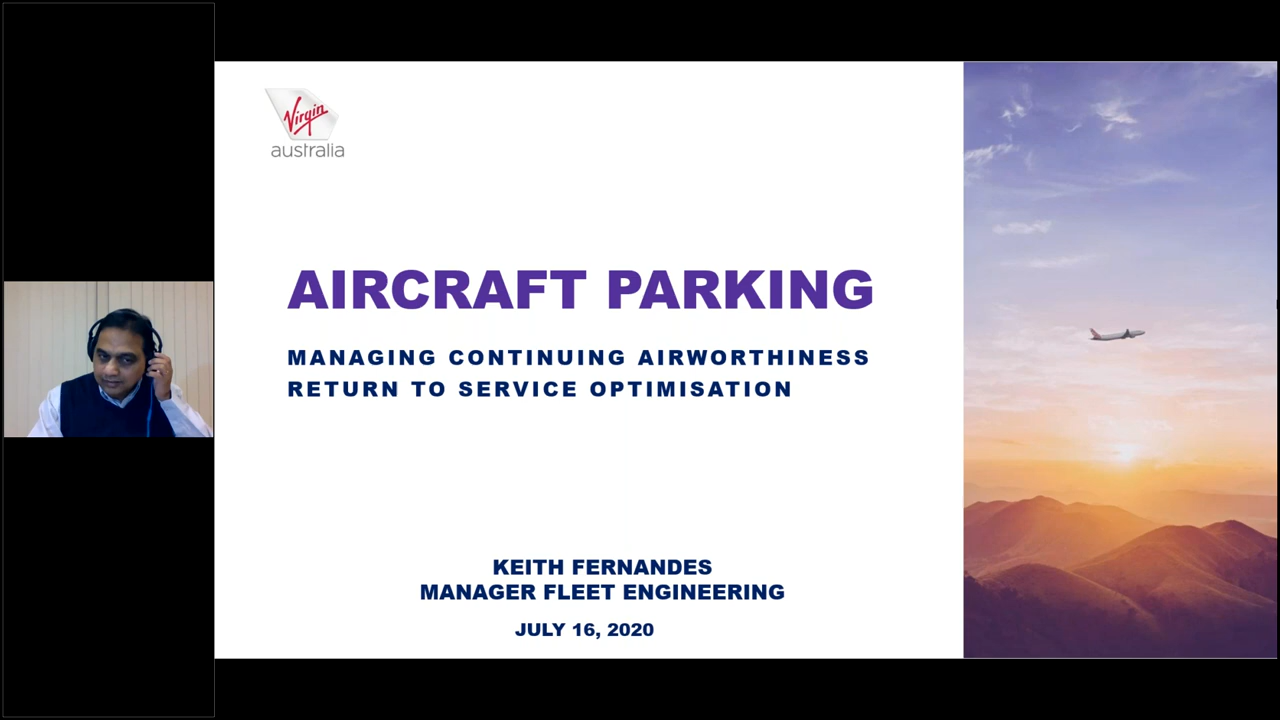 Virgin
australia
AIRCRAFT PARKING
MANAGING CONTINUING AIRWORTHINESS
RETURN TO SERVICE OPTIMISATION
KEITH FERNANDES
MANAGER FLEET ENGINEERING
JULY 16, 2020